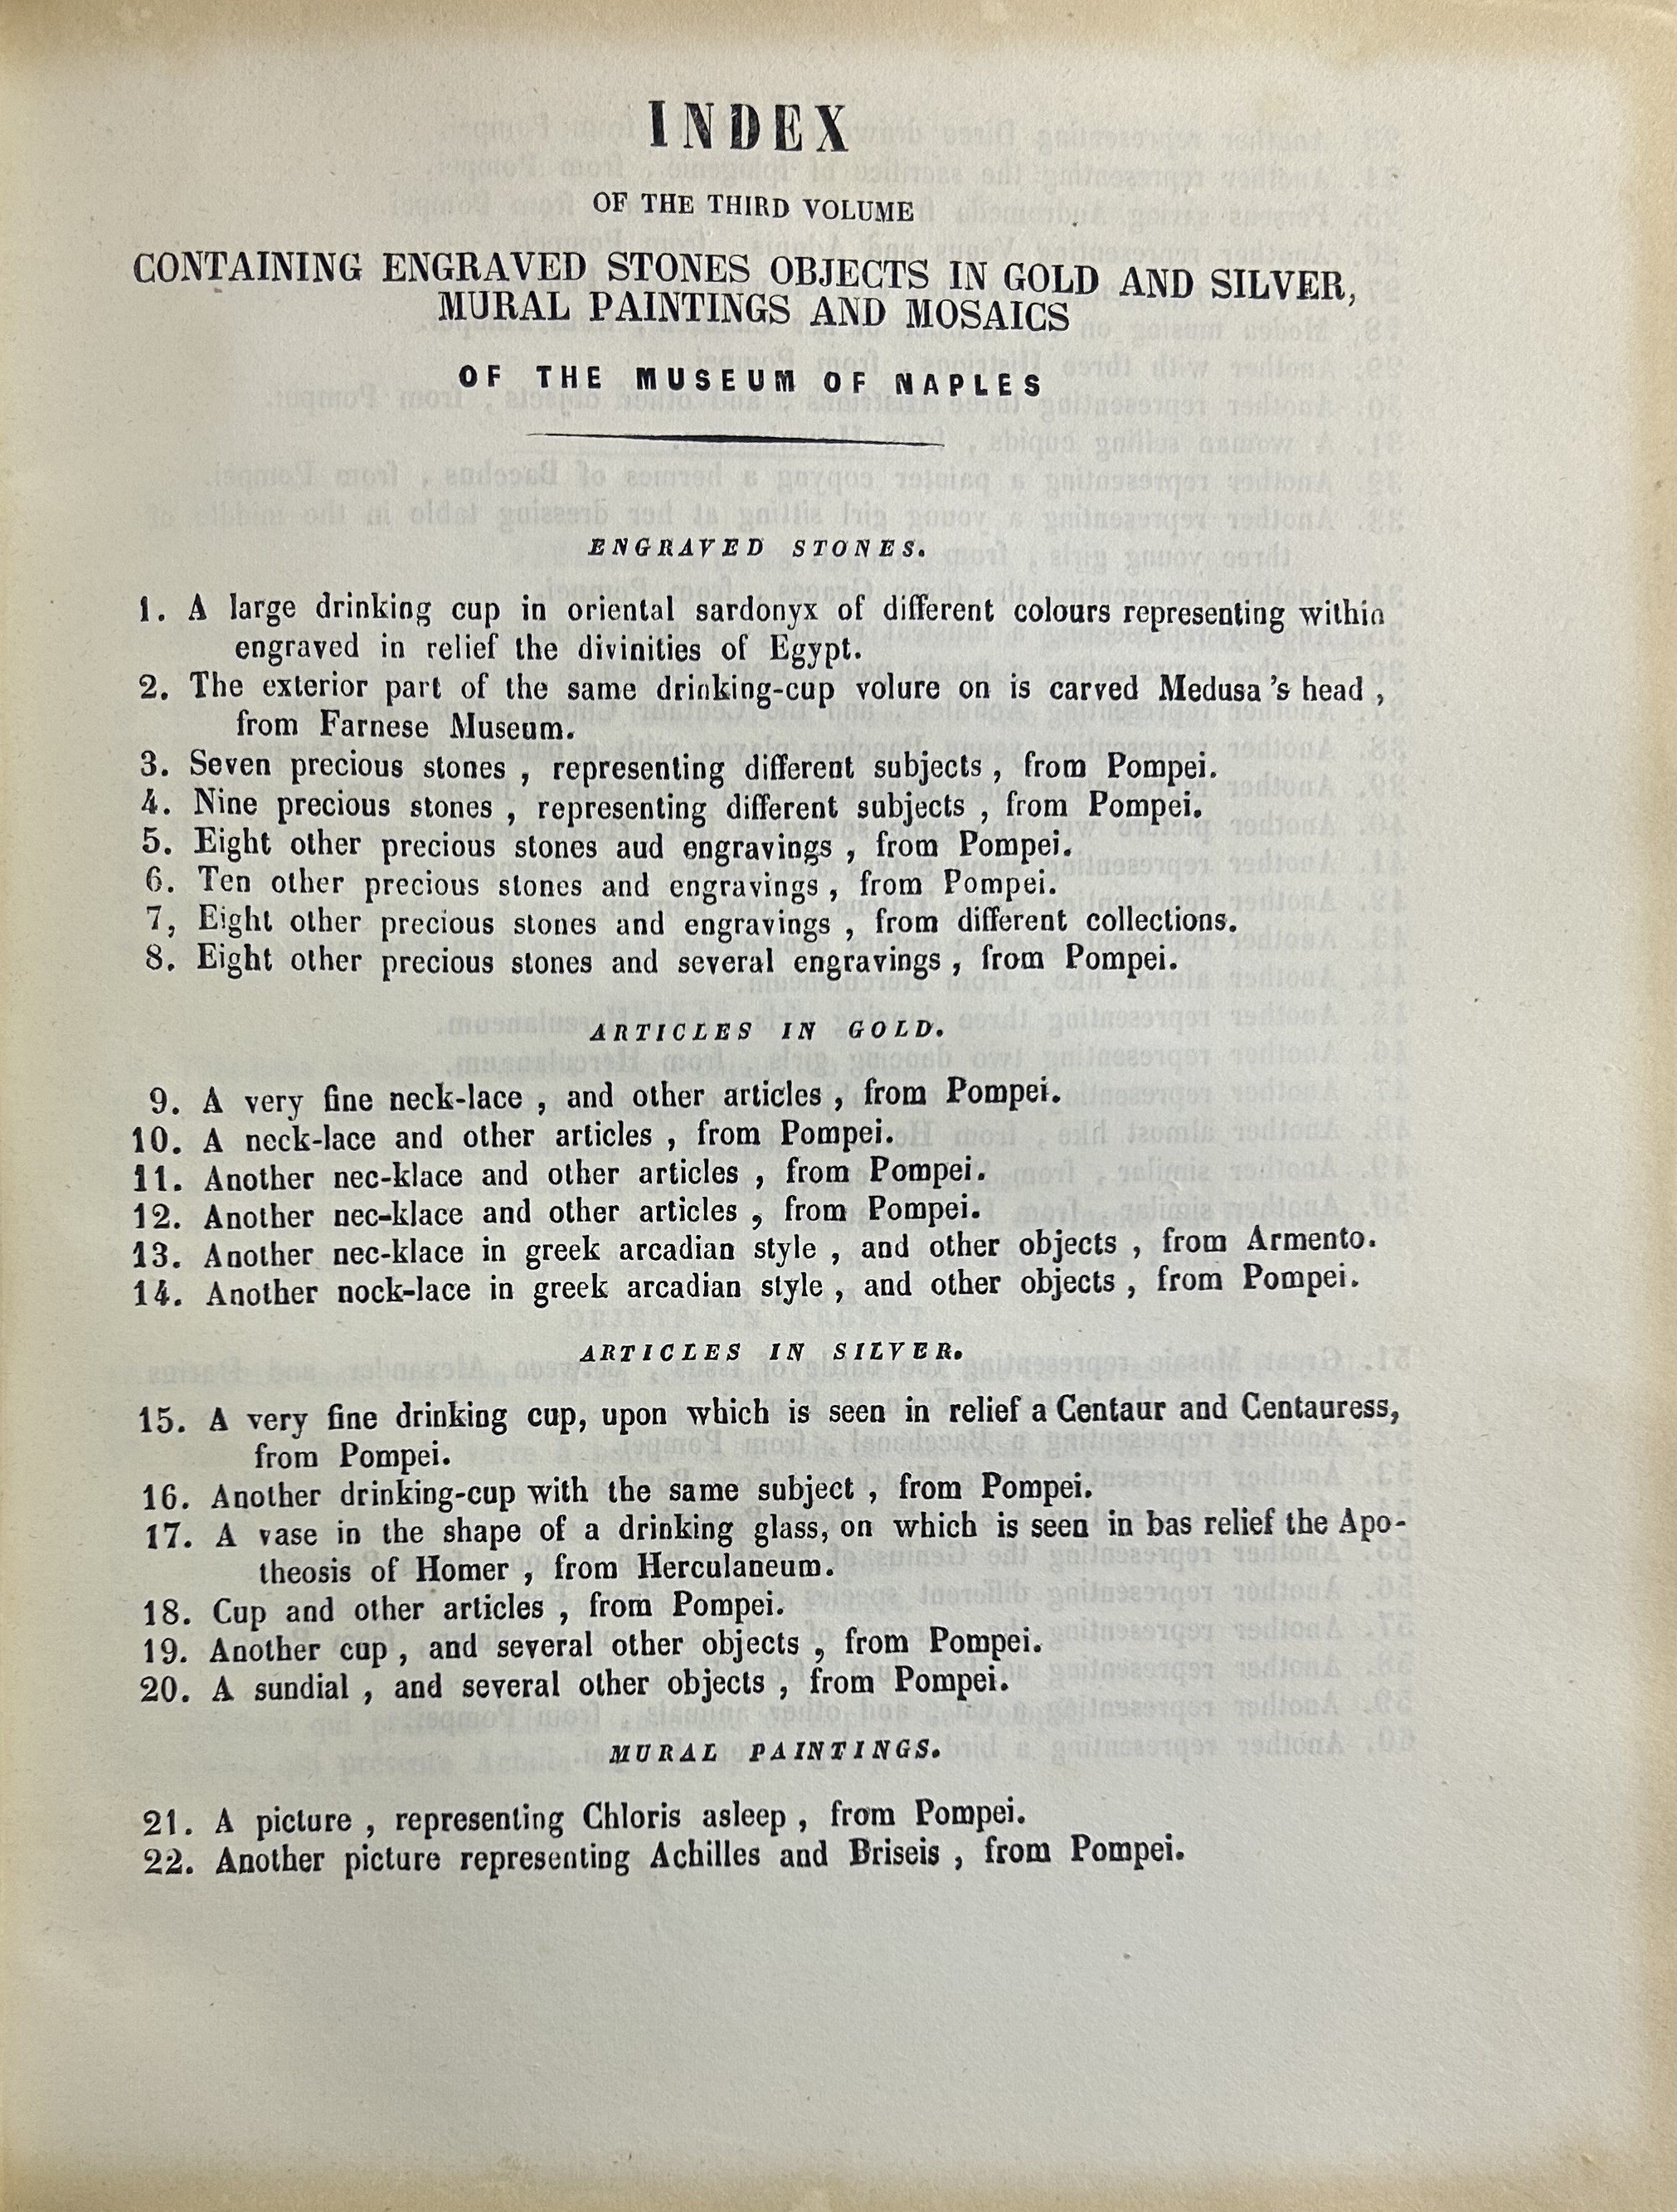 INDEX
OF THE THIRD VOLUME
CONTAINING ENGRAVED STONES OBJECTS IN GOLD AND SILVER,
MURAL PAINTINGS AND MOSAICS
OF THE MUSEUM OF NAPLES
ENGRAVED STONES.
1. A large drinking cup in oriental sardonyx of different colours representing within
engraved in relief the divinities of Egypt.
2. The exterior part of the same drinking-cup volure on is carved Medusa's head ,
from Farnese Museum.
3. Seven precious stones , representing different subjects , from Pompei.
4. Nine precious stones , representing different subjects , from Pompei.
5. Eight other precious stones aud engravings , from Pompei.
6. Ten other precious stones and engravings , from Pompei.
7, Eight other precious stones and engravings , from different collections.
8. Eight other precious stones and several engravings , from Pompei.
ARTICLES IN GOLD.
9. A very fine neck-lace , and other articles , from Pompei.
10. A neck-lace and other articles , from Pompei.
11. Another nec-klace and other articles , from Pompei.
12. Another nec-klace and other articles , from Pompei.
13. Another nec-klace in greek arcadian style , and other objects , from Armento.
14. Another nock-lace in greek arcadian style , and other objects , from Pompei.
ARTICLES IN SILVER.
15. A very fine drinking cup, upon which is seen in relief a Centaur and Centauress,
from Pompei.
16. Another drinking-cup with the same subject , from Pompei.
17. A vase in the shape of a drinking glass, on which is seen in bas relief the Apo-
theosis of Homer , from Herculaneum.
18. Cup and other articles , from Pompei.
19. Another cup , and several other objects , from Pompei.
20. A sundial , and several other objects , from Pompei.
MURAL PAINTINGS.
21. A picture , representing Chloris asleep , from Pompei.
22. Another picture representing Achilles and Briseis , from Pompei.